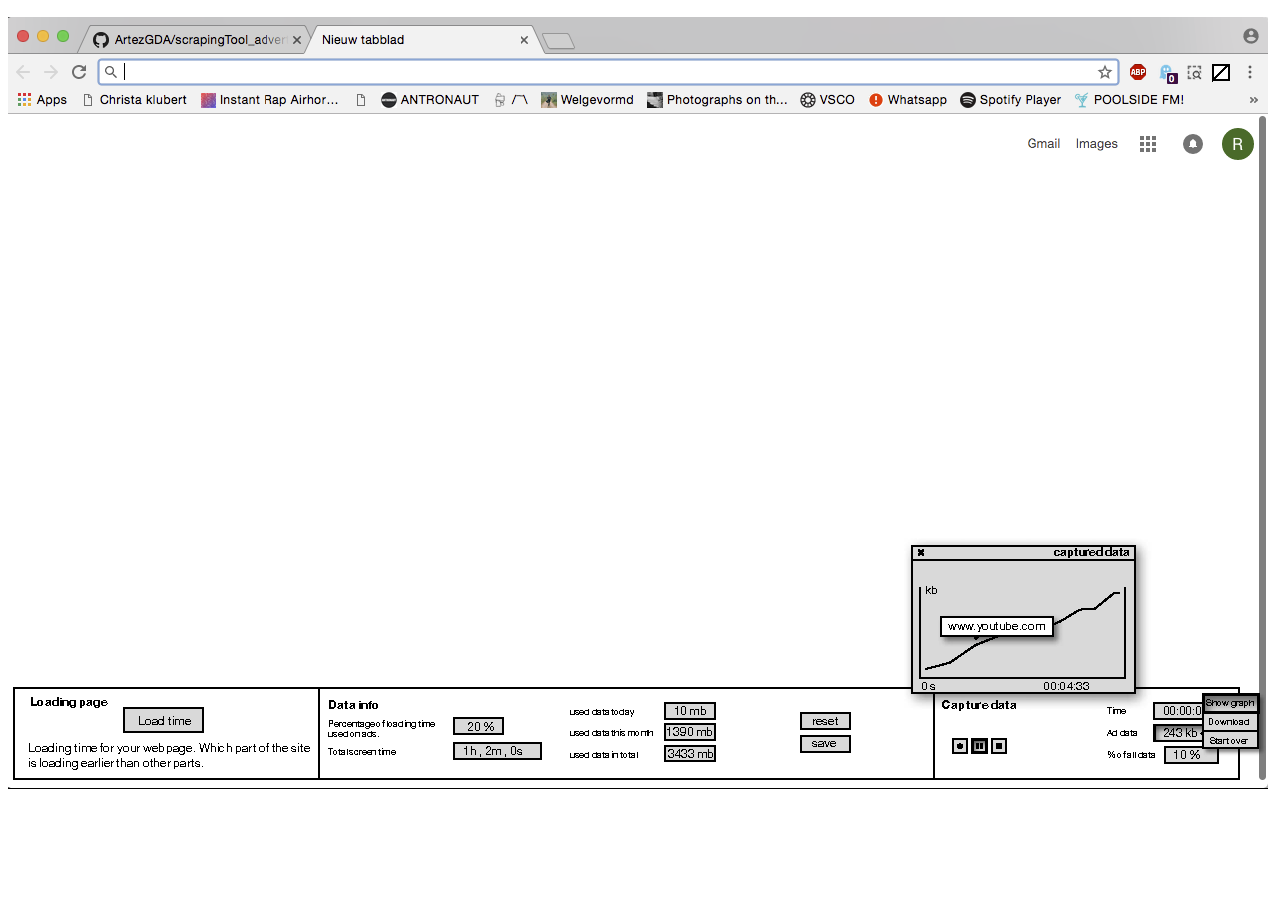 ArtezGDA/scrapingTool_adver
Nieuw tabblad
ABP
0
Apps
Christa klubert
Instant Rap Airhor...
ANTRONAUT
Welgevormd
Photographs on th...
VSCO
Whatsapp
Spotify Player
POOLSIDE FM!
»
Gmail
Images
R
captured data
kb
www.youtube.com
0 s
00:04:33
Loading page
Load time
Loading time for your web page. Which part of the site
is loading earlier than other parts.
Data info
Percentage of loading time
used on ads.
20 %
Total screen time
1h , 2m , 0s
used data today
10 mb
used data this month
1390 mb
used data in total
3433 mb
reset
save
Capture data
Time
00:00:0
Ad data
243 kb
% of all data
10 %
Show graph
Download
Start over